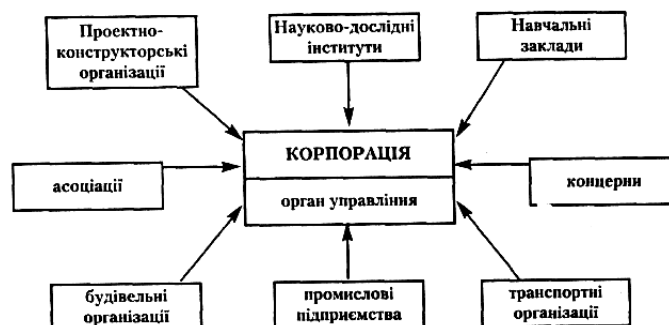 Проектно-
конструкторські
організації
Науково-дослідні
інститути
Навчальні
заклади
КОРПОРАЦІЯ
асоціації
орган управління
концерни
будівельні
організації
промислові
підприємства
транспортні
організації